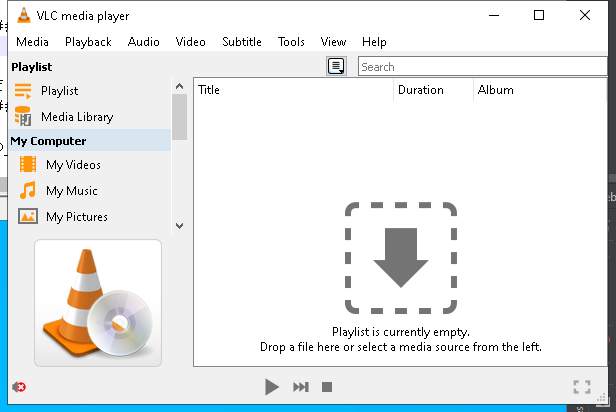 VLC media player
Media Playback Audio Video Subtitle Tools View Help
Playlist
Search
Playlist
Media Library
My Computer
My Videos
My Music
My Pictures
Title Duration Album
Playlist is currently empty.
Drop a file here or select a media source from the left.